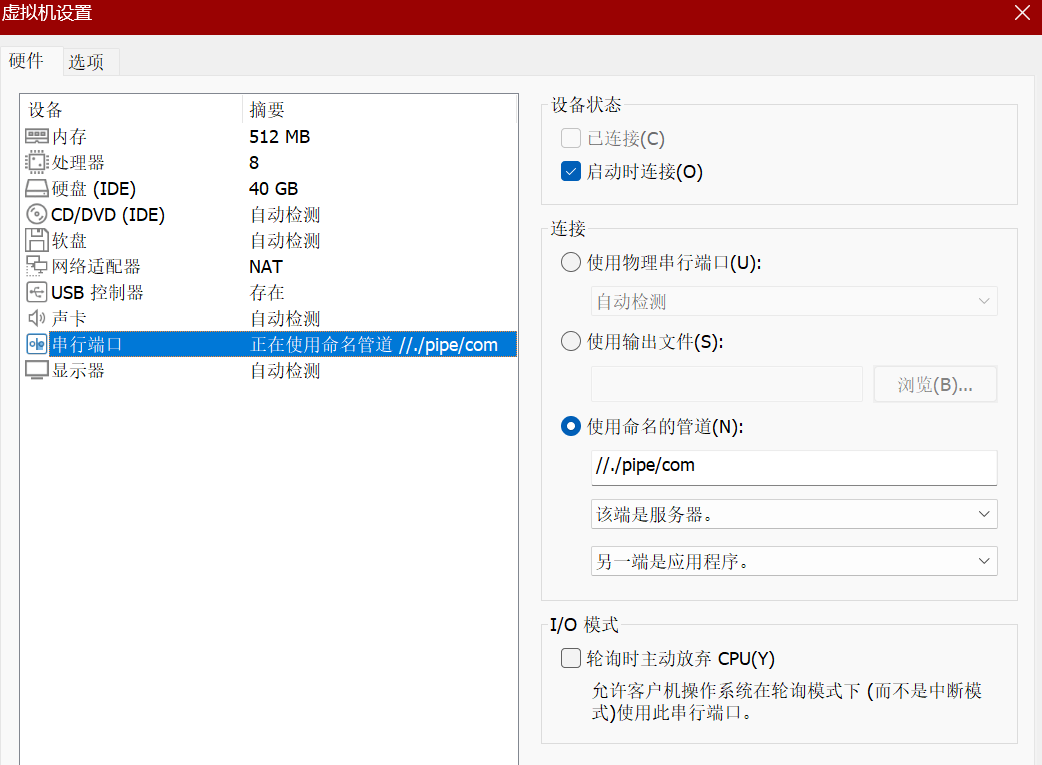 虚拟机设置
硬件 选项
设备 摘要
内存 512 MB
处理器 8
硬盘 (IDE) 40 GB
CD/DVD (IDE) 自动检测
软盘 自动检测
网络适配器 NAT
USB 控制器 存在
声卡 自动检测
串行端口 正在使用命名管道 //./pipe/com
显示器 自动检测
设备状态
已连接(C)
启动时连接(O)
连接
使用物理串行端口(U):
自动检测
使用输出文件(S):
浏览(B)...
使用命名的管道(N):
//./pipe/com
该端是服务器。
另一端是应用程序。
I/O 模式
轮询时主动放弃 CPU(Y)
允许客户机操作系统在轮询模式下 (而不是中断模
式)使用此串行端口。